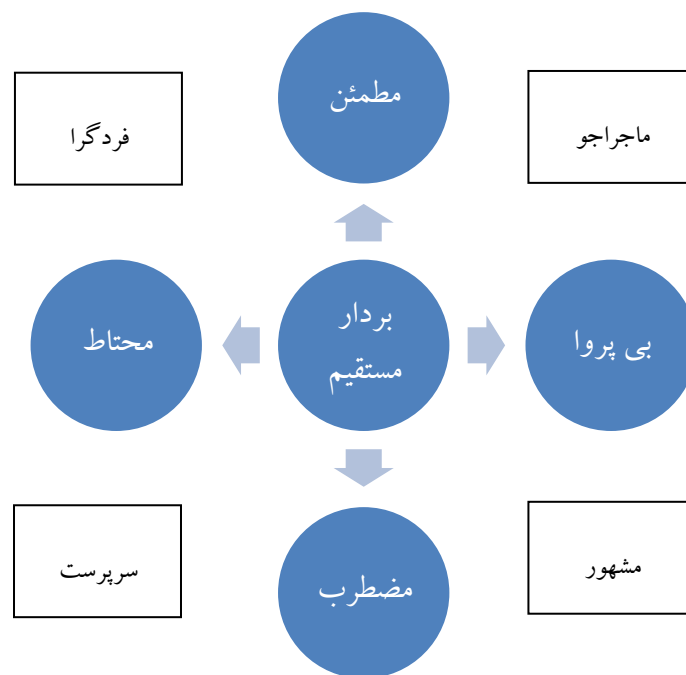 مطمئن
ماجراجو
فردگرا
بردار
مستقیم
بی پروا
محتاط
مضطرب
مشهور
سرپرست